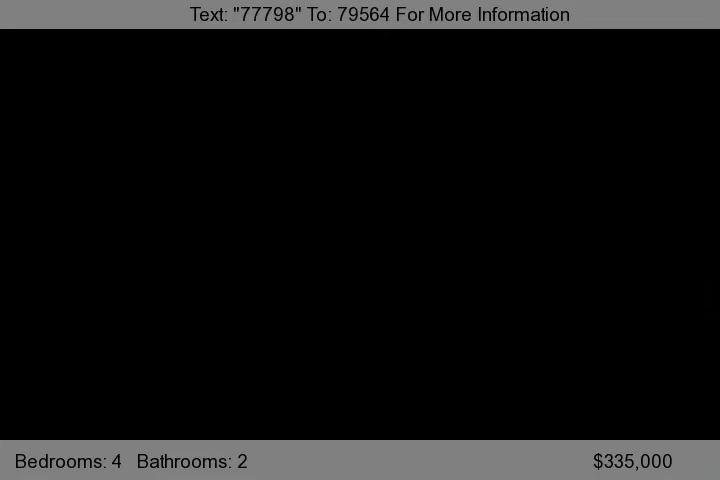 Text: "77798" To: 79564 For More Information
Bedrooms: 4 Bathrooms: 2 $335,000